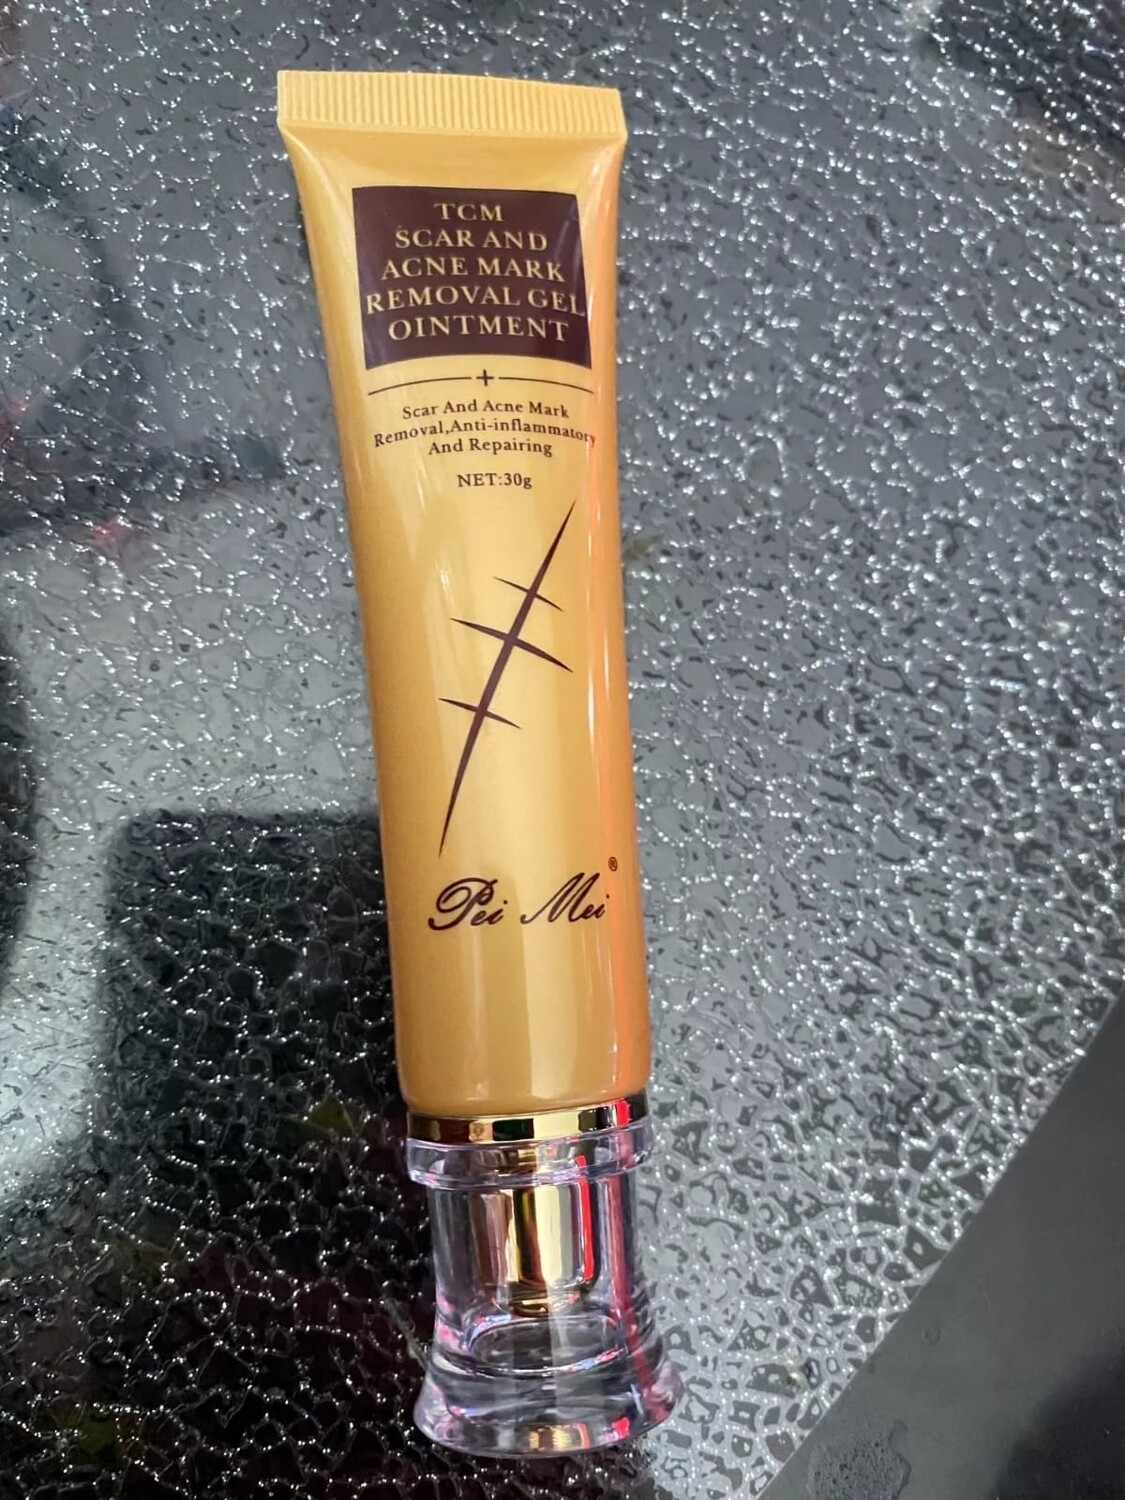 TCM
SCAR AND
ACNE MARK
REMOVAL GEL
OINTMENT
Scar And Acne Mark
Removal,Anti-inflammatory
And Repairing
NET:30g
Pei Mei®